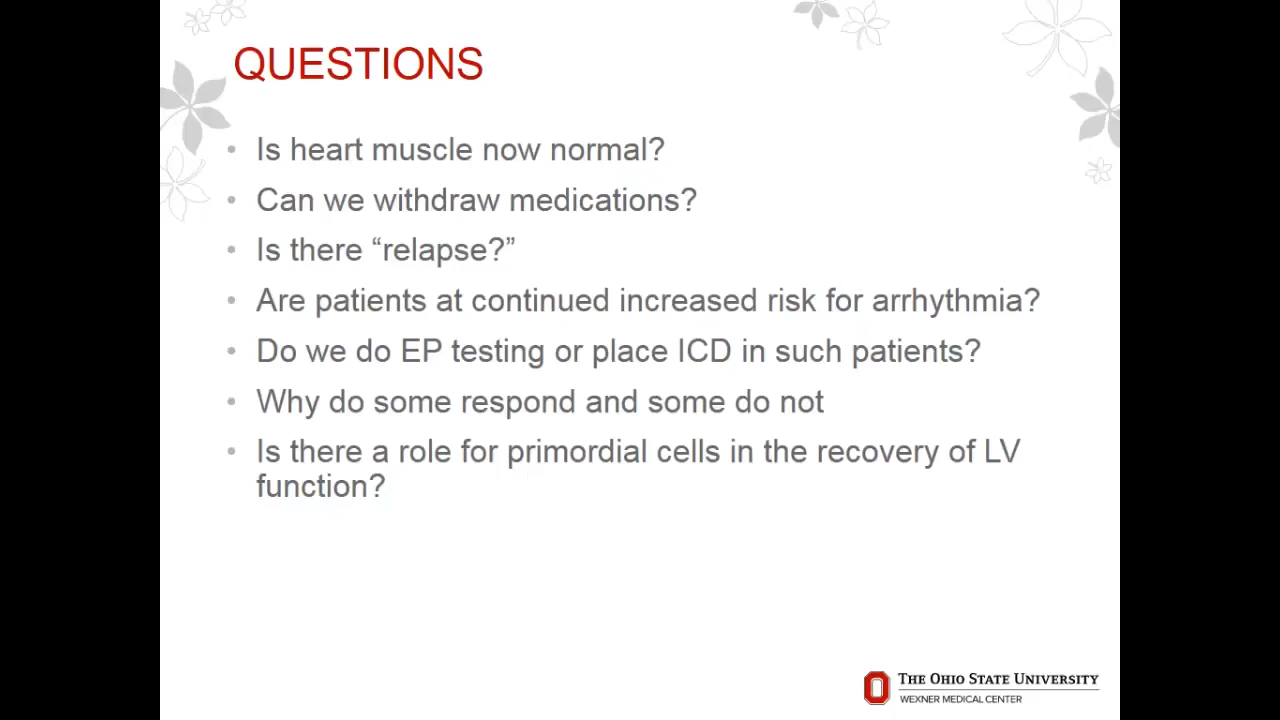 QUESTIONS
• Is heart muscle now normal?
• Can we withdraw medications?
• Is there “relapse?”
• Are patients at continued increased risk for arrhythmia?
• Do we do EP testing or place ICD in such patients?
• Why do some respond and some do not
• Is there a role for primordial cells in the recovery of LV
function?
THE OHIO STATE UNIVERSITY
WEXNER MEDICAL CENTER